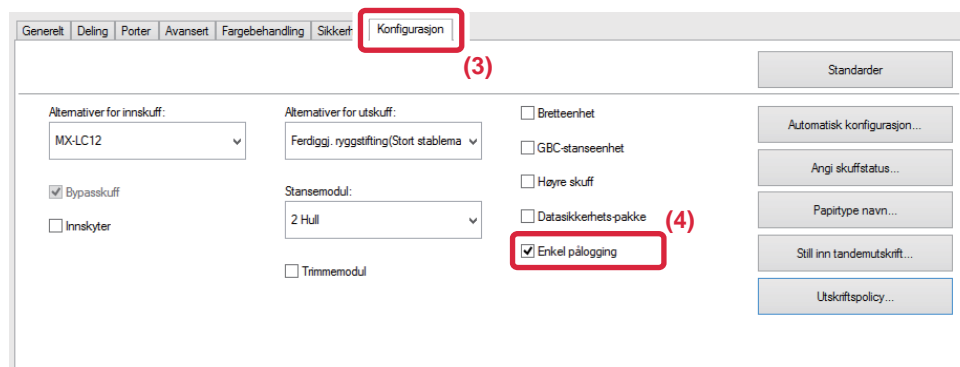 Generelt Deling Porter Avansert Fargebehandling Sikkerh Konfigurasjon
(3)
Standarder
Alternativer for innskuff:
MX-LC12
Bypasskuff
Innskyter
Alternativer for utskuff:
Ferdiggj. ryggstifting(Stort stablema
Stansemodul:
2 Hull
Trimmemodul
Bretteenhet
GBC-stanseenhet
Høyre skuff
Datasikkerhets-pakke
(4)
Enkel pålogging
Automatisk konfigurasjon...
Angi skuffstatus...
Papirtype navn...
Still inn tandemutskrift...
Utskriftspolicy...